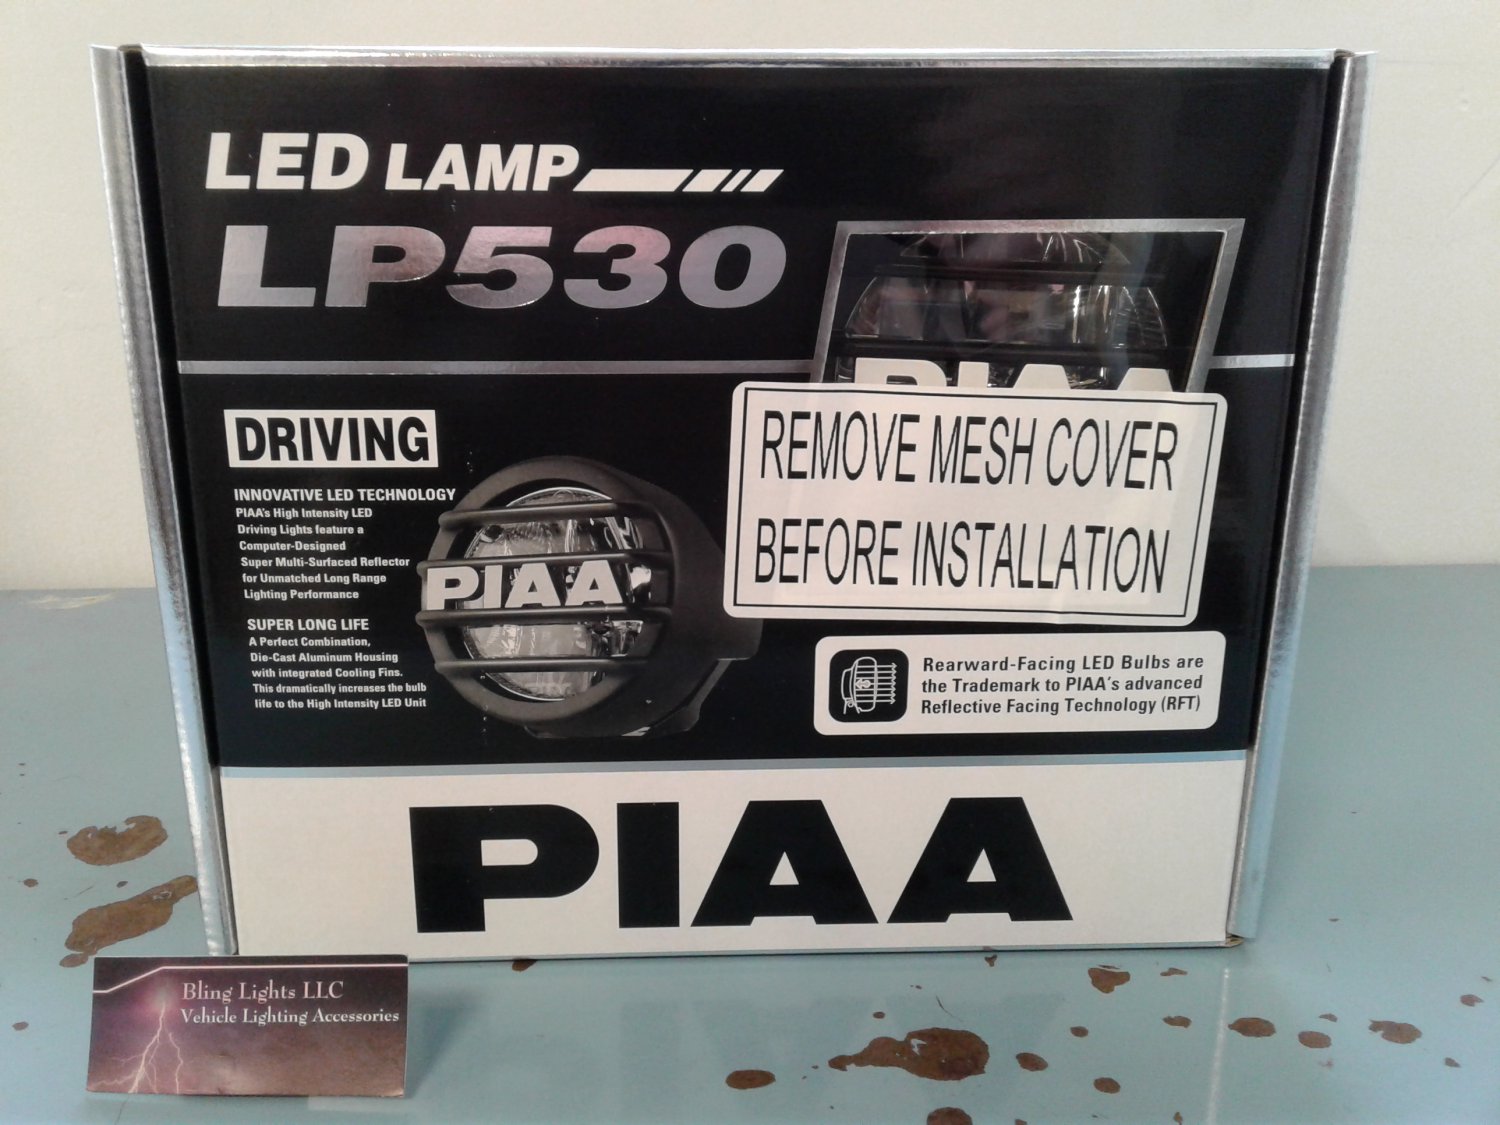 LED LAMP
LP530
PIAA
DRIVING
INNOVATIVE LED TECHNOLOGY
PIAA's High Intensity LED
Driving Lights feature a
Computer-Designed
Super Multi-Surfaced Reflector
for Unmatched Long Range
Lighting Performance
SUPER LONG LIFE
A Perfect Combination,
Die-Cast Aluminum Housing
with integrated Cooling Fins.
This dramatically increases the bulb
life to the High Intensity LED Unit
PIAA
REMOVE MESH COVER
BEFORE INSTALLATION
Rearward-Facing LED Bulbs are
the Trademark to PIAA's advanced
Reflective Facing Technology (RFT)
PIAA
Bling Lights LLC
Vehicle Lighting Accessories